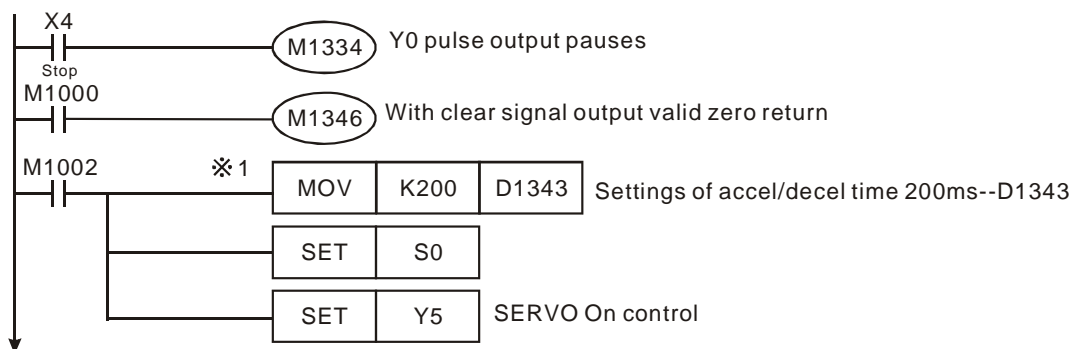 X4
M1334 Y0 pulse output pauses
Stop
M1000
M1346 With clear signal output valid zero return
M1002 ※1
MOV K200 D1343 Settings of accel/decel time 200ms--D1343
SET S0
SET Y5 SERVO On control